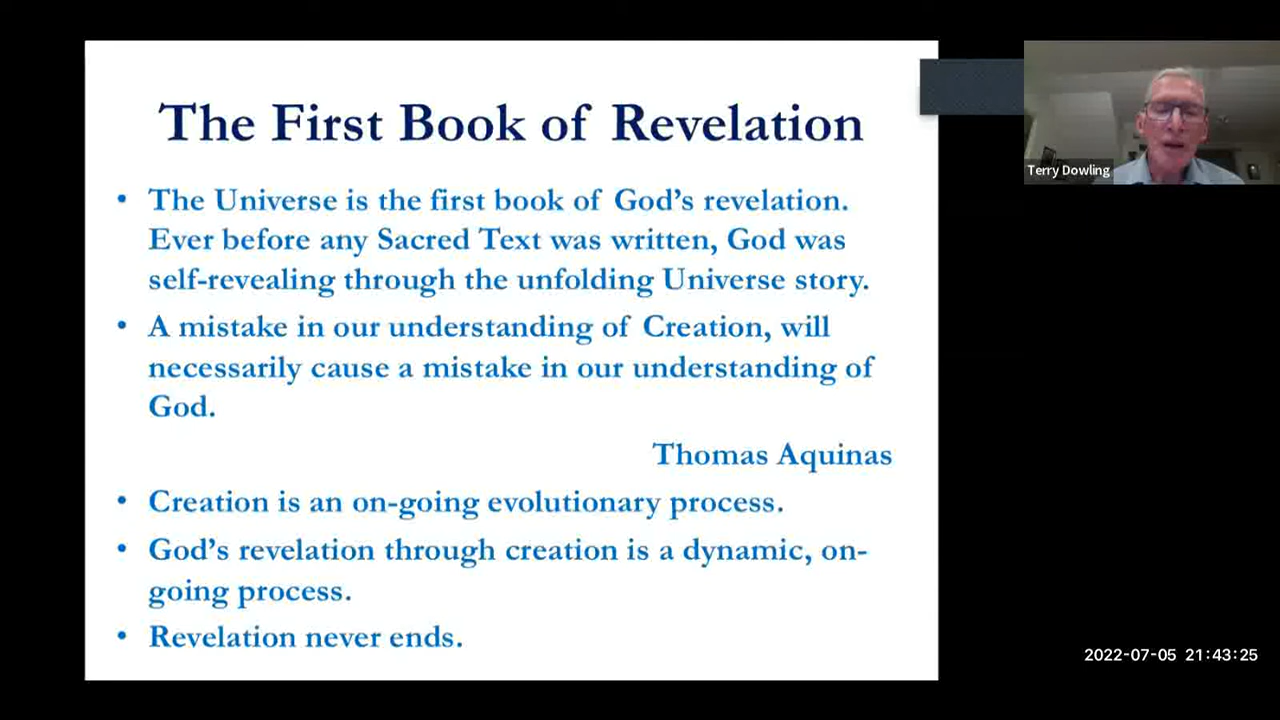 The First Book of Revelation
• The Universe is the first book of God's revelation.
Ever before any Sacred Text was written, God was
self-revealing through the unfolding Universe story.
• A mistake in our understanding of Creation, will
necessarily cause a mistake in our understanding of
God.
Thomas Aquinas
• Creation is an on-going evolutionary process.
• God's revelation through creation is a dynamic, on-
going process.
• Revelation never ends.
Terry Dowling
2022-07-05 21:43:25